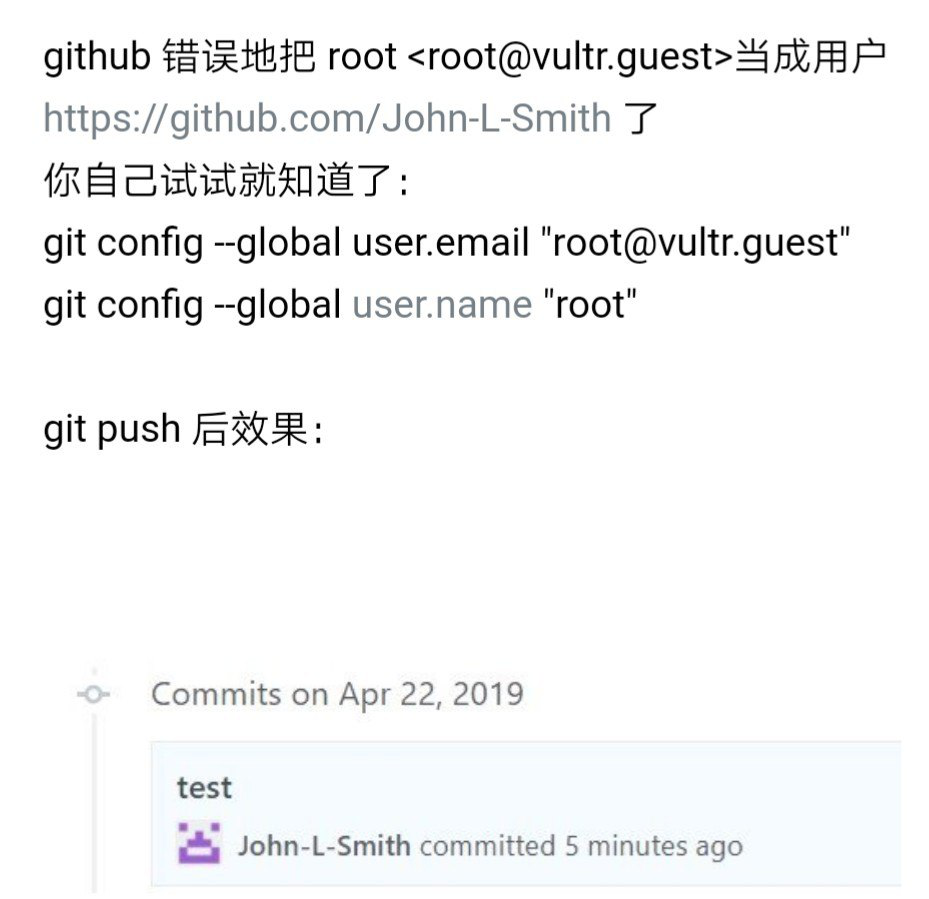 github 错误地把 root <root@vultr.guest>当成用户
https://github.com/John-L-Smith 了
你自己试试就知道了：
git config --global user.email "root@vultr.guest"
git config --global user.name "root"
git push 后效果：
Commits on Apr 22, 2019
test
John-L-Smith committed 5 minutes ago